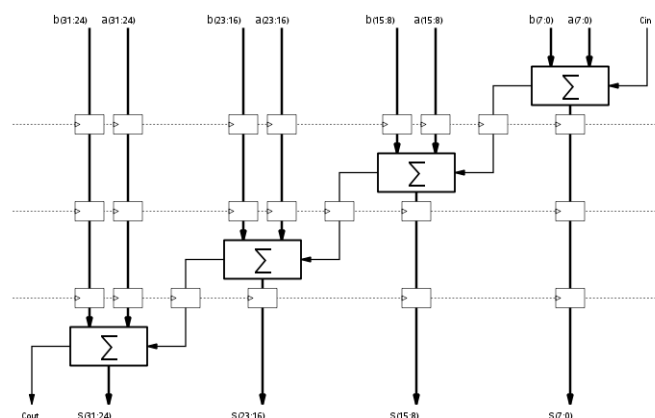 b(31:24) a(31:24) b(23:16) a(23:16) b(15:8) a(15:8) b(7:0) a(7:0) Cin
Σ
Σ
Σ
Σ
Cout S(31:24) S(23:16) S(15:8) S(7:0)